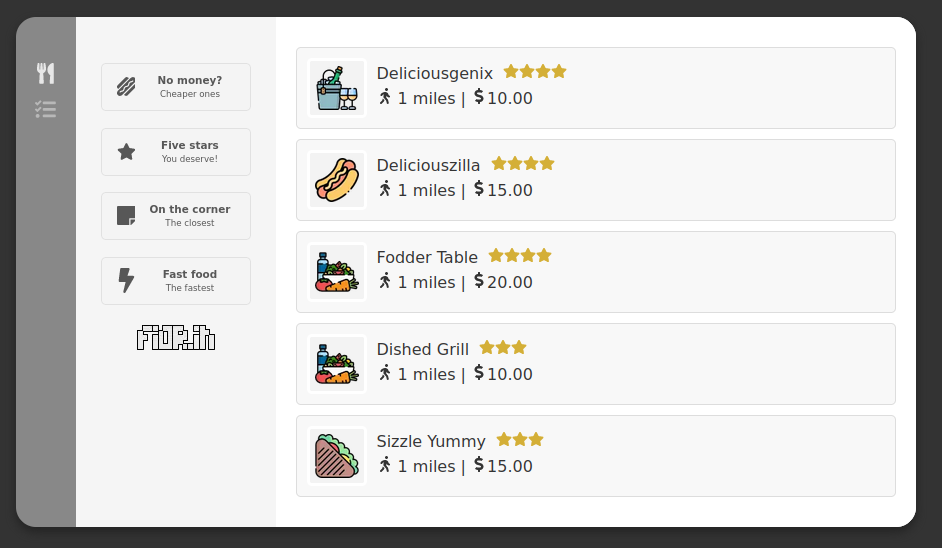 No money?
Cheaper ones
Five stars
You deserve!
On the corner
The closest
Fast food
The fastest
Deliciousgenix
1 miles | $10.00
Deliciouszilla
1 miles | $15.00
Fodder Table
1 miles | $20.00
Dished Grill
1 miles | $10.00
Sizzle Yummy
1 miles | $15.00